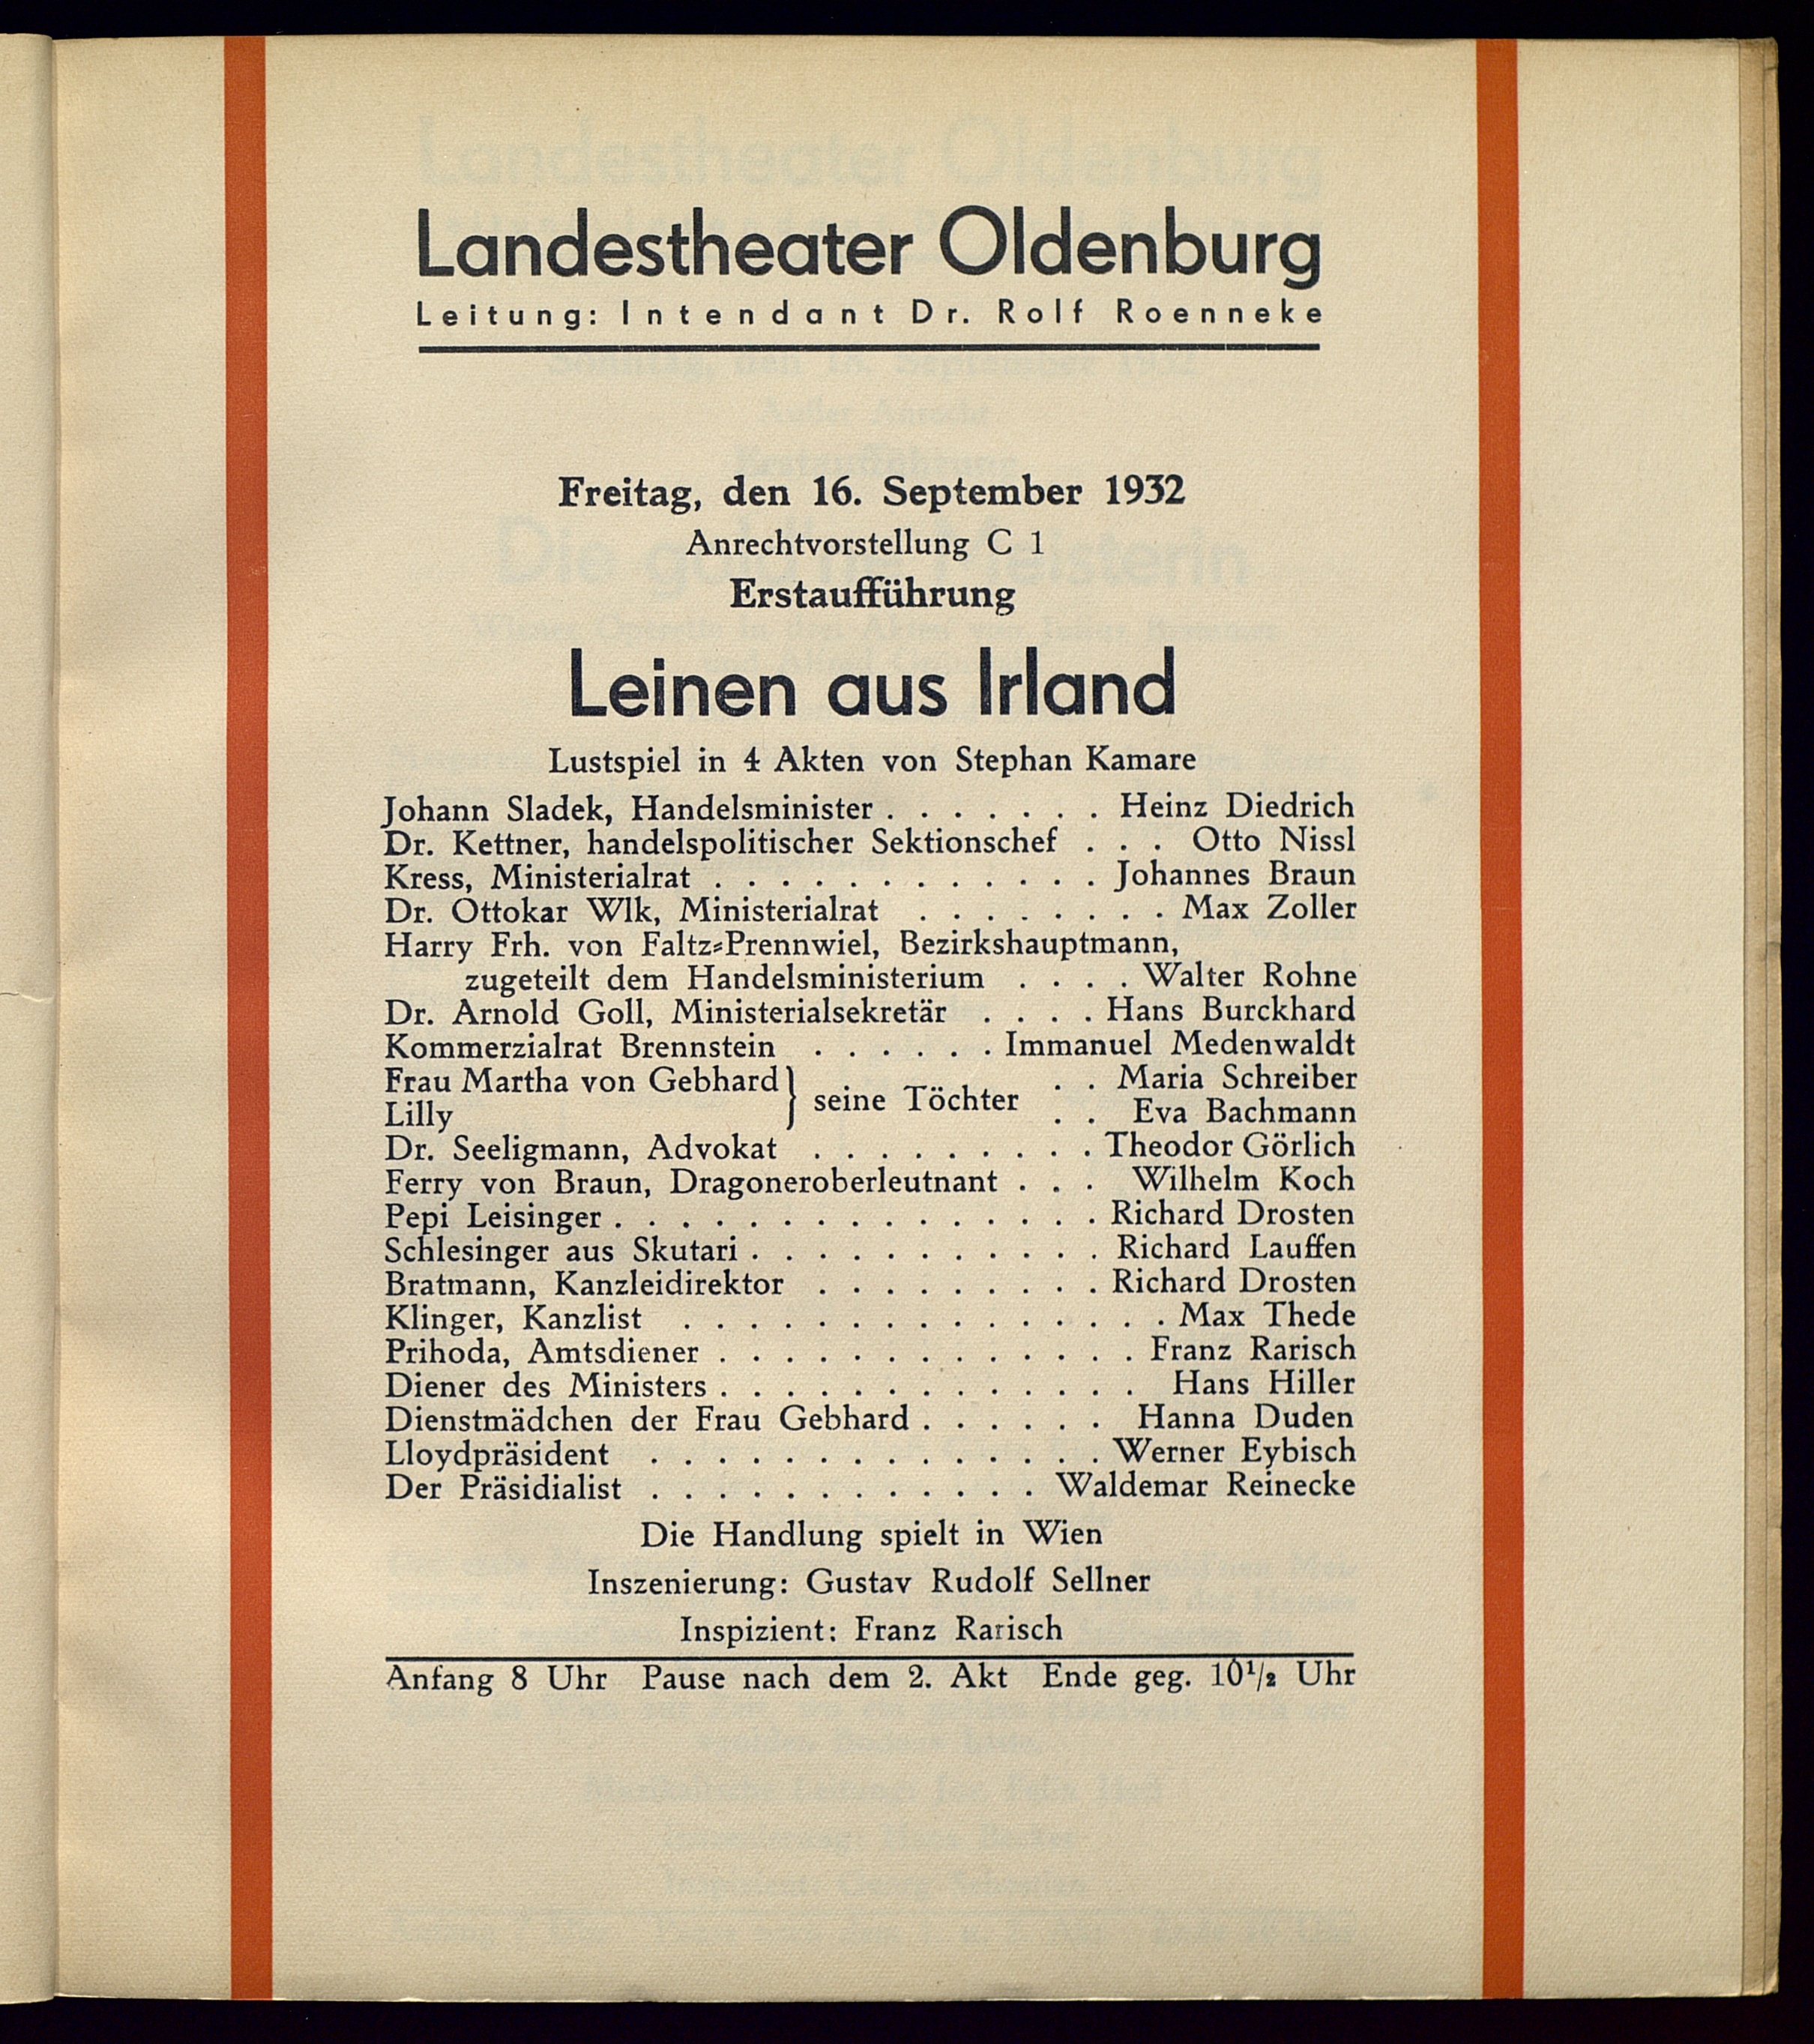 Landestheater Oldenburg
Leitung: Intendant Dr. Rolf Roenneke
Freitag, den 16. September 1932
Anrechtvorstellung C 1
Erstaufführung
Leinen aus Irland
Lustspiel in 4 Akten von Stephan Kamare
Johann Sladek, Handelsminister . . . . . . . Heinz Diedrich
Dr. Kettner, handelspolitischer Sektionschef . . . Otto Nissl
Kress, Ministerialrat . . . . . . . . . . . . Johannes Braun
Dr. Ottokar Wlk, Ministerialrat . . . . . . . . Max Zoller
Harry Frh. von Faltz=Prennwiel, Bezirkshauptmann,
zugeteilt dem Handelsministerium . . . . Walter Rohne
Dr. Arnold Goll, Ministerialsekretär . . . . Hans Burckhard
Kommerzialrat Brennstein . . . . . . Immanuel Medenwaldt
Frau Martha von Gebhard } seine Töchter . . Maria Schreiber
Lilly . . Eva Bachmann
Dr. Seeligmann, Advokat . . . . . . . . . Theodor Görlich
Ferry von Braun, Dragoneroberleutnant . . . Wilhelm Koch
Pepi Leisinger . . . . . . . . . . . . . . . Richard Drosten
Schlesinger aus Skutari . . . . . . . . . . . Richard Lauffen
Bratmann, Kanzleidirektor . . . . . . . . . Richard Drosten
Klinger, Kanzlist . . . . . . . . . . . . . . . Max Thede
Prihoda, Amtsdiener . . . . . . . . . . . . . Franz Rarisch
Diener des Ministers . . . . . . . . . . . . . Hans Hiller
Dienstmädchen der Frau Gebhard . . . . . . Hanna Duden
Lloydpräsident . . . . . . . . . . . . . . Werner Eybisch
Der Präsidialist . . . . . . . . . . . . Waldemar Reinecke
Die Handlung spielt in Wien
Inszenierung: Gustav Rudolf Sellner
Inspizient: Franz Rarisch
Anfang 8 Uhr Pause nach dem 2. Akt Ende geg. 10¹/₂ Uhr